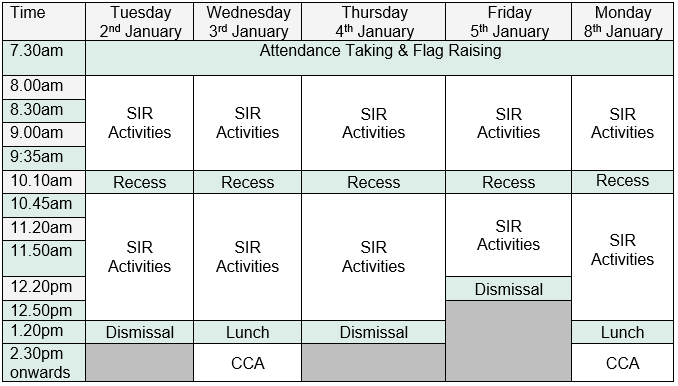 Time Tuesday Wednesday Thursday Friday Monday
2nd January 3rd January 4th January 5th January 8th January
7.30am Attendance Taking & Flag Raising
8.00am
8.30am SIR SIR SIR SIR SIR
9.00am Activities Activities Activities Activities Activities
9:35am
10.10am Recess Recess Recess Recess Recess
10.45am
11.20am SIR SIR SIR SIR SIR
11.50am Activities Activities Activities Activities Activities
12.20pm Dismissal
12.50pm
1.20pm Dismissal Lunch Dismissal Lunch
2.30pm CCA CCA
onwards